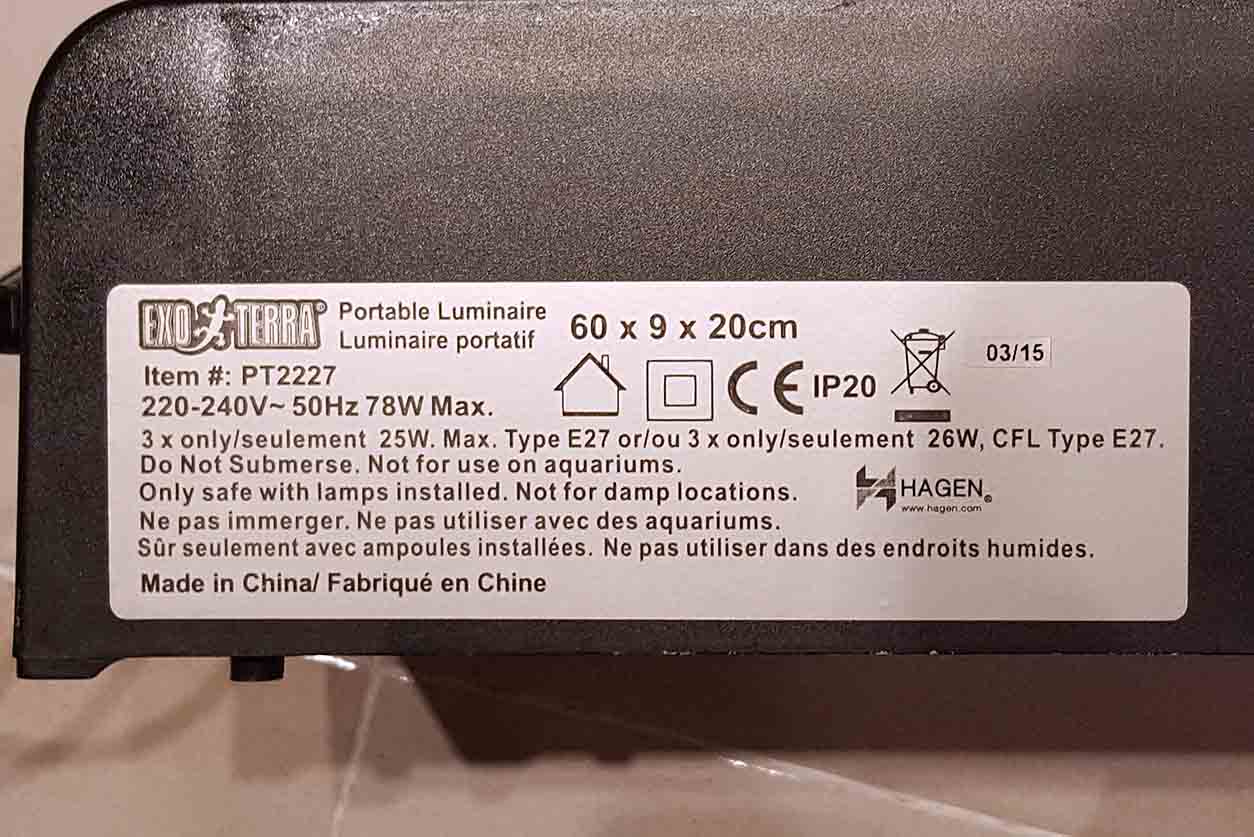 EXO TERRA®
Portable Luminaire
Luminaire portatif
60 x 9 x 20cm
03/15
Item #: PT2227
CE IP20
220-240V~ 50Hz 78W Max.
3 x only/seulement 25W. Max. Type E27 or/ou 3 x only/seulement 26W, CFL Type E27.
Do Not Submerse. Not for use on aquariums.
Only safe with lamps installed. Not for damp locations.
HAGEN®
www.hagen.com
Ne pas immerger. Ne pas utiliser avec des aquariums.
Sûr seulement avec ampoules installées. Ne pas utiliser dans des endroits humides.
Made in China/ Fabriqué en Chine